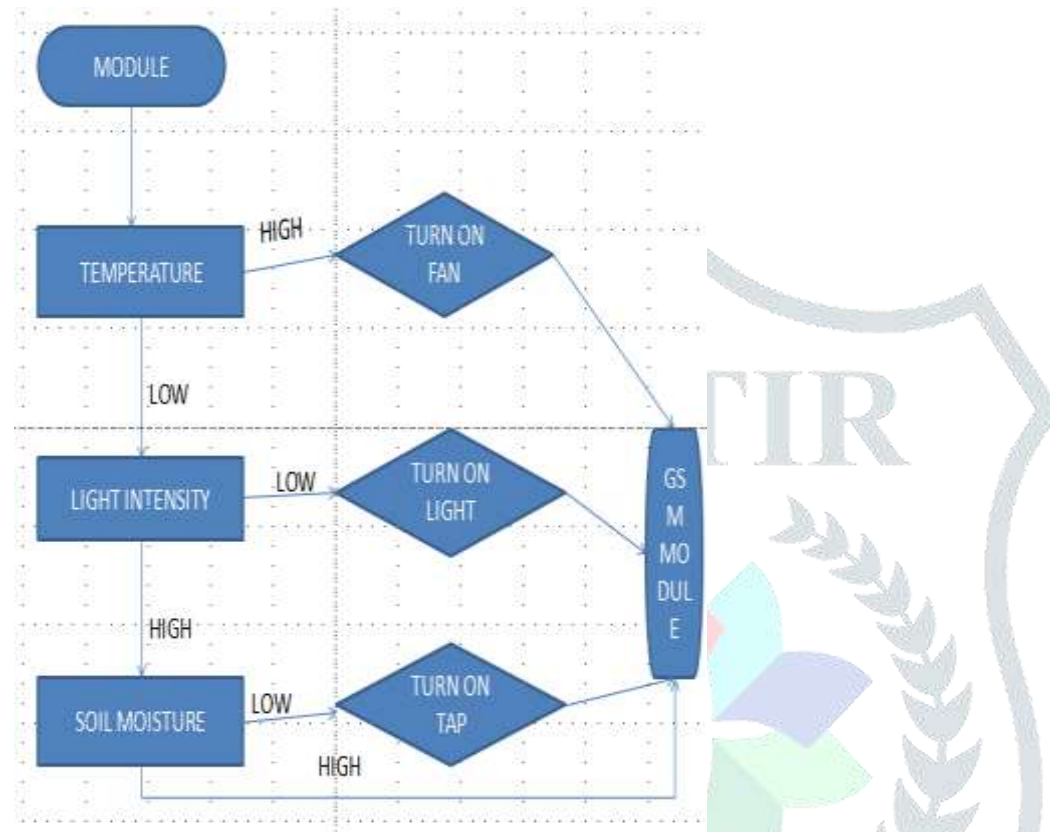 MODULE
HIGH
TURN ON
FAN
TEMPERATURE
LOW
TIR
LIGHT INTENSITY
LOW
TURN ON
LIGHT
GS
M
MO
DUL
E
HIGH
SOIL MOISTURE
LOW
TURN ON
TAP
HIGH